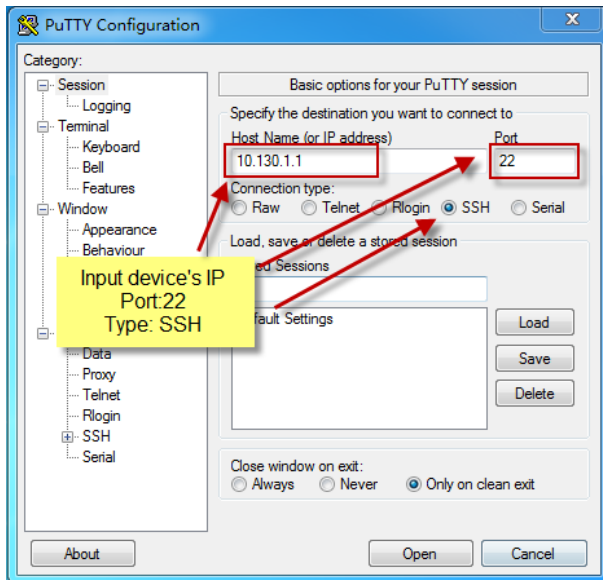 PuTTY Configuration
Category:
Session
Logging
Terminal
Keyboard
Bell
Features
Window
Appearance
Behaviour
Data
Proxy
Telnet
Rlogin
SSH
Serial
Basic options for your PuTTY session
Specify the destination you want to connect to
Host Name (or IP address) Port
10.130.1.1 22
Connection type:
Raw Telnet Rlogin SSH Serial
Load, save or delete a stored session
Sessions
Settings
Load
Save
Delete
Input device's IP
Port:22
Type: SSH
Close window on exit:
Always Never Only on clean exit
About Open Cancel